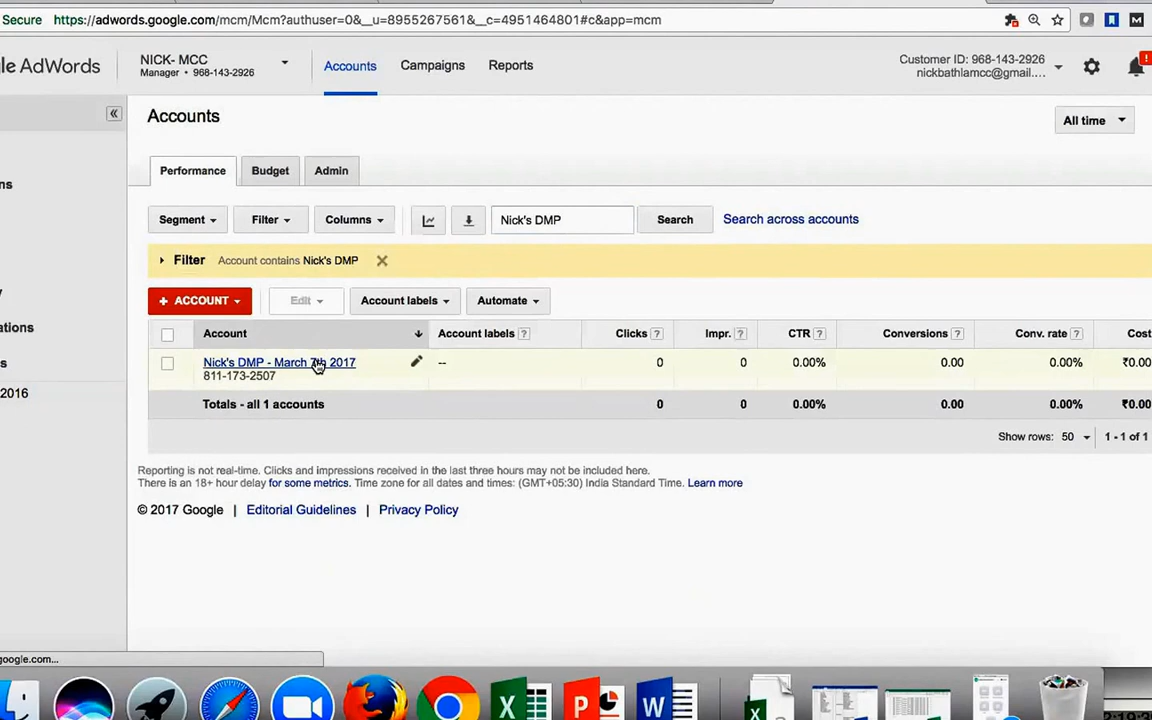 Secure https://adwords.google.com/mcm/Mcm?authuser=0&__u=8955267561&__c=4951464801#c&app=mcm
le AdWords
NICK- MCC
Manager • 968-143-2926
Accounts
Campaigns
Reports
Customer ID: 968-143-2926
nickbathlamcc@gmail....
!
«
Accounts
All time
ns
Performance
Budget
Admin
Segment
Filter
Columns
Nick's DMP
Search
Search across accounts
Filter Account contains Nick's DMP
+ ACCOUNT
Edit
Account labels
Automate
y
ations
s
2016
Account
Account labels ?
Clicks ?
Impr. ?
CTR ?
Conversions ?
Conv. rate ?
Cost
Nick's DMP - March 7th 2017
811-173-2507
--
0
0
0.00%
0.00
0.00%
₹0.00
Totals - all 1 accounts
0
0
0.00%
0.00
0.00%
₹0.00
Show rows: 50
1 - 1 of 1
Reporting is not real-time. Clicks and impressions received in the last three hours may not be included here.
There is an 18+ hour delay for some metrics. Time zone for all dates and times: (GMT+05:30) India Standard Time. Learn more
© 2017 Google | Editorial Guidelines | Privacy Policy
google.com...